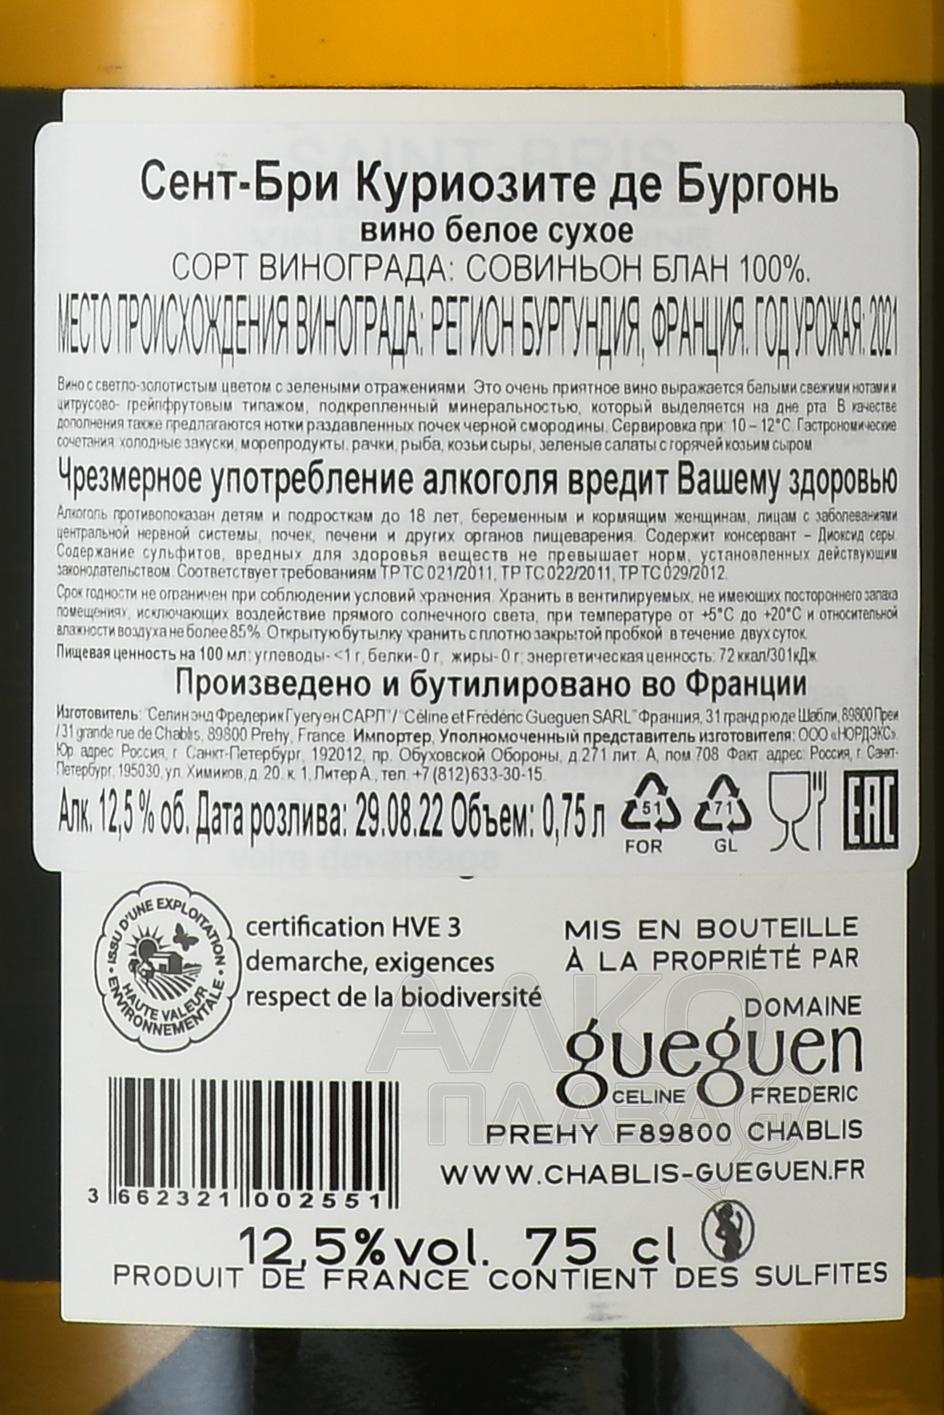 Сент-Бри Куриозите де Бургонь
вино белое сухое
СОРТ ВИНОГРАДА: СОВИНЬОН БЛАН 100%.
МЕСТО ПРОИСХОЖДЕНИЯ ВИНОГРАДА: РЕГИОН БУРГУНДИЯ, ФРАНЦИЯ. ГОД УРОЖАЯ: 2021
Вино с светло-золотистым цветом с зелеными отражениями. Это очень приятное вино выражается белыми свежими нотами и
цитрусово- грейпфрутовым типажом, подкрепленный минеральностью, который выделяется на дне рта. В качестве
дополнения также предлагаются нотки раздавленных почек черной смородины. Сервировка при: 10 – 12°С. Гастрономические
сочетания: холодные закуски, морепродукты, рачки, рыба, козьи сыры, зеленые салаты с горячей козьим сыром
Чрезмерное употребление алкоголя вредит Вашему здоровью
Алкоголь противопоказан детям и подросткам до 18 лет, беременным и кормящим женщинам, лицам с заболеваниями
центральной нервной системы, почек, печени и других органов пищеварения. Содержит консервант – Диоксид серы.
Содержание сульфитов, вредных для здоровья веществ не превышает норм, установленных действующим
законодательством. Соответствует требованиям ТР ТС 021/2011, ТР ТС 022/2011, ТР ТС 029/2012.
Срок годности не ограничен при соблюдении условий хранения. Хранить в вентилируемых, не имеющих постороннего запаха
помещениях, исключающих воздействие прямого солнечного света, при температуре от +5°С до +20°С и относительной
влажности воздуха не более 85%. Открытую бутылку хранить с плотно закрытой пробкой в течение двух суток.
Пищевая ценность на 100 мл: углеводы- <1 г, белки- 0 г, жиры- 0 г; энергетическая ценность: 72 ккал/301кДж
Произведено и бутилировано во Франции
Изготовитель: "Селин энд Фредерик Гуегуен САРЛ" / "Céline et Frédéric Gueguen SARL" Франция, 31 гранд рю де Шабли, 89800 Преи
/ 31 grande rue de Chablis, 89800 Prehy, France. Импортер, Уполномоченный представитель изготовителя: ООО «НОРДЭКС».
Юр. адрес: Россия, г. Санкт-Петербург, 192012, пр. Обуховской Обороны, д.271 лит. А, пом 708 Факт. адрес: Россия, г. Санкт-
Петербург, 195030, ул. Химиков, д. 20. к. 1, Литер А., тел. +7 (812)633-30-15.
Алк. 12,5 % об. Дата розлива: 29.08.22 Объем: 0,75 л
51
FOR
71
GL
EAC
ISSU D'UNE EXPLOITATION
HAUTE VALEUR
ENVIRONNEMENTALE
certification HVE 3
demarche, exigences
respect de la biodiversité
MIS EN BOUTEILLE
À LA PROPRIÉTÉ PAR
DOMAINE
gueguen
CELINE FREDERIC
PREHY F89800 CHABLIS
WWW.CHABLIS-GUEGUEN.FR
3 662321 002551
12,5%vol. 75 cl
PRODUIT DE FRANCE CONTIENT DES SULFITES
АЛКО
ПЛАЗА
.ru